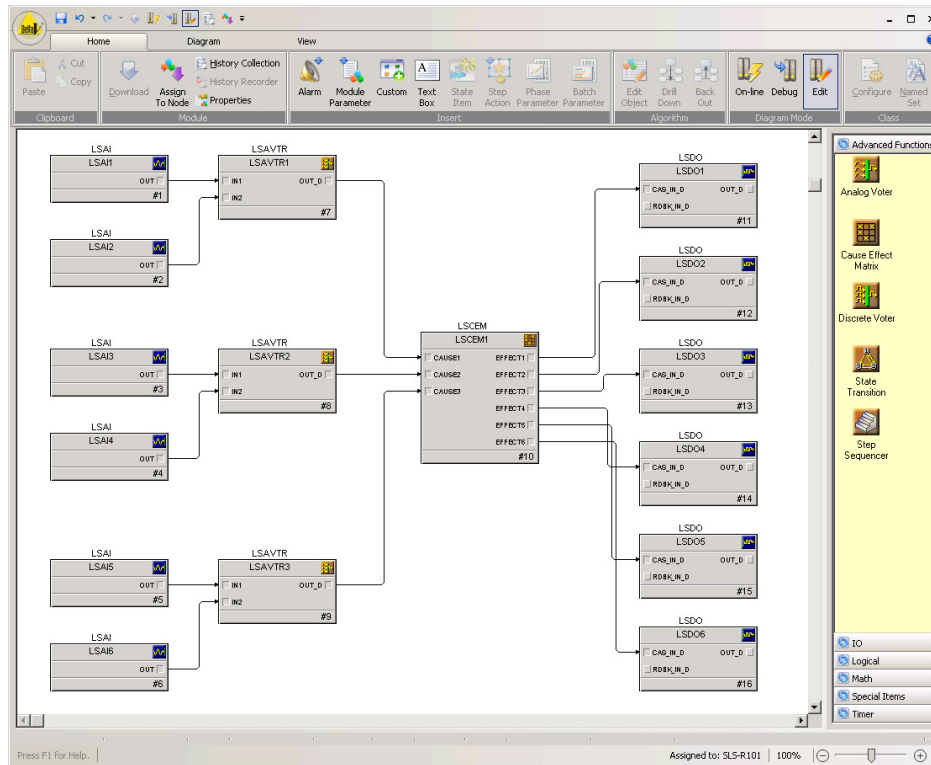 DeltaV
Home Diagram View
Paste
Cut
Copy
Clipboard
Download
Assign To Node
History Collection
History Recorder
Properties
Module
Alarm
Module Parameter
Custom
Text Box
State Item
Step Action
Phase Parameter
Batch Parameter
Insert
Edit Object
Drill Down
Back Out
Algorithm
On-line
Debug
Edit
Diagram Mode
Configure
Named Set
Class
LSAI
LSAI1
OUT
#1
LSAI
LSAI2
OUT
#2
LSAVTR
LSAVTR1
IN1 OUT_D
IN2
#7
LSAI
LSAI3
OUT
#3
LSAI
LSAI4
OUT
#4
LSAVTR
LSAVTR2
IN1 OUT_D
IN2
#8
LSAI
LSAI5
OUT
#5
LSAI
LSAI6
OUT
#6
LSAVTR
LSAVTR3
IN1 OUT_D
IN2
#9
LSCEM
LSCEM1
CAUSE1 EFFECT1
CAUSE2 EFFECT2
CAUSE3 EFFECT3
EFFECT4
EFFECT5
EFFECT6
#10
LSDO
LSDO1
CAS_IN_D OUT_D
RDBK_IN_D
#11
LSDO
LSDO2
CAS_IN_D OUT_D
RDBK_IN_D
#12
LSDO
LSDO3
CAS_IN_D OUT_D
RDBK_IN_D
#13
LSDO
LSDO4
CAS_IN_D OUT_D
RDBK_IN_D
#14
LSDO
LSDO5
CAS_IN_D OUT_D
RDBK_IN_D
#15
LSDO
LSDO6
CAS_IN_D OUT_D
RDBK_IN_D
#16
Advanced Functions
Analog Voter
Cause Effect
Matrix
Discrete Voter
State
Transition
Step
Sequencer
IO
Logical
Math
Special Items
Timer
Press F1 for Help. Assigned to: SLS-R101 100%